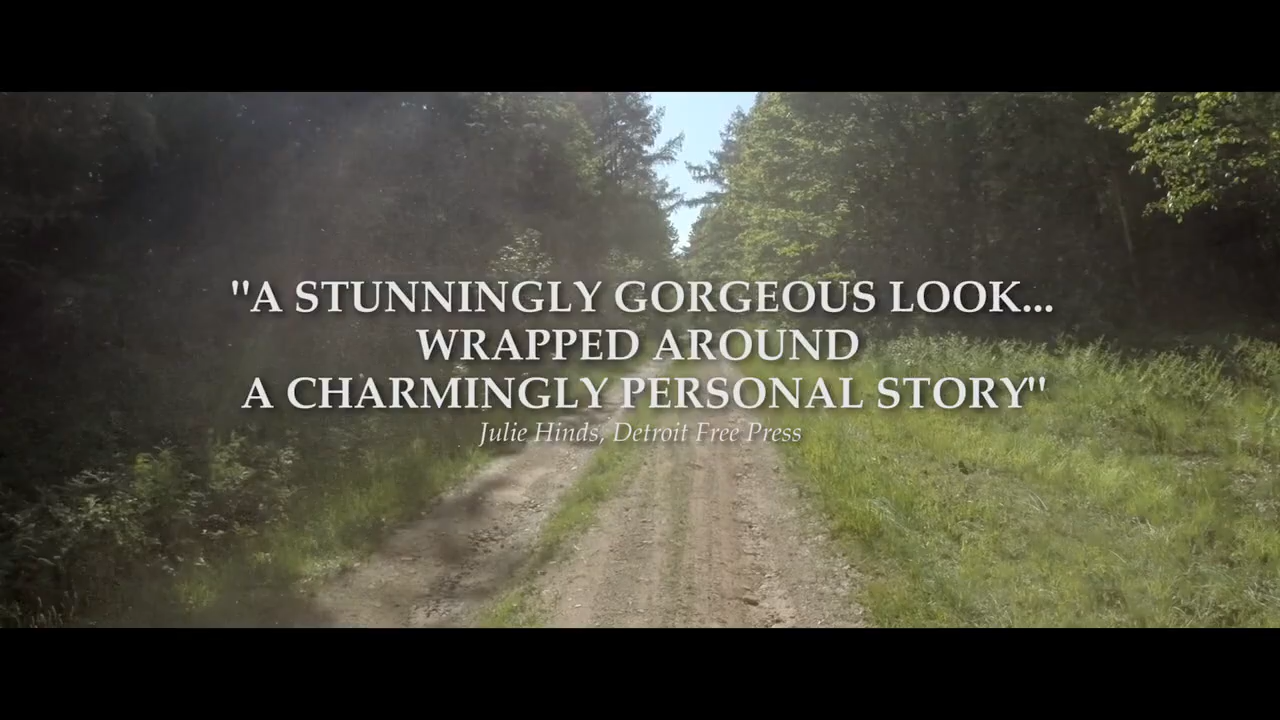 "A STUNNINGLY GORGEOUS LOOK...
WRAPPED AROUND
A CHARMINGLY PERSONAL STORY"
Julie Hinds, Detroit Free Press